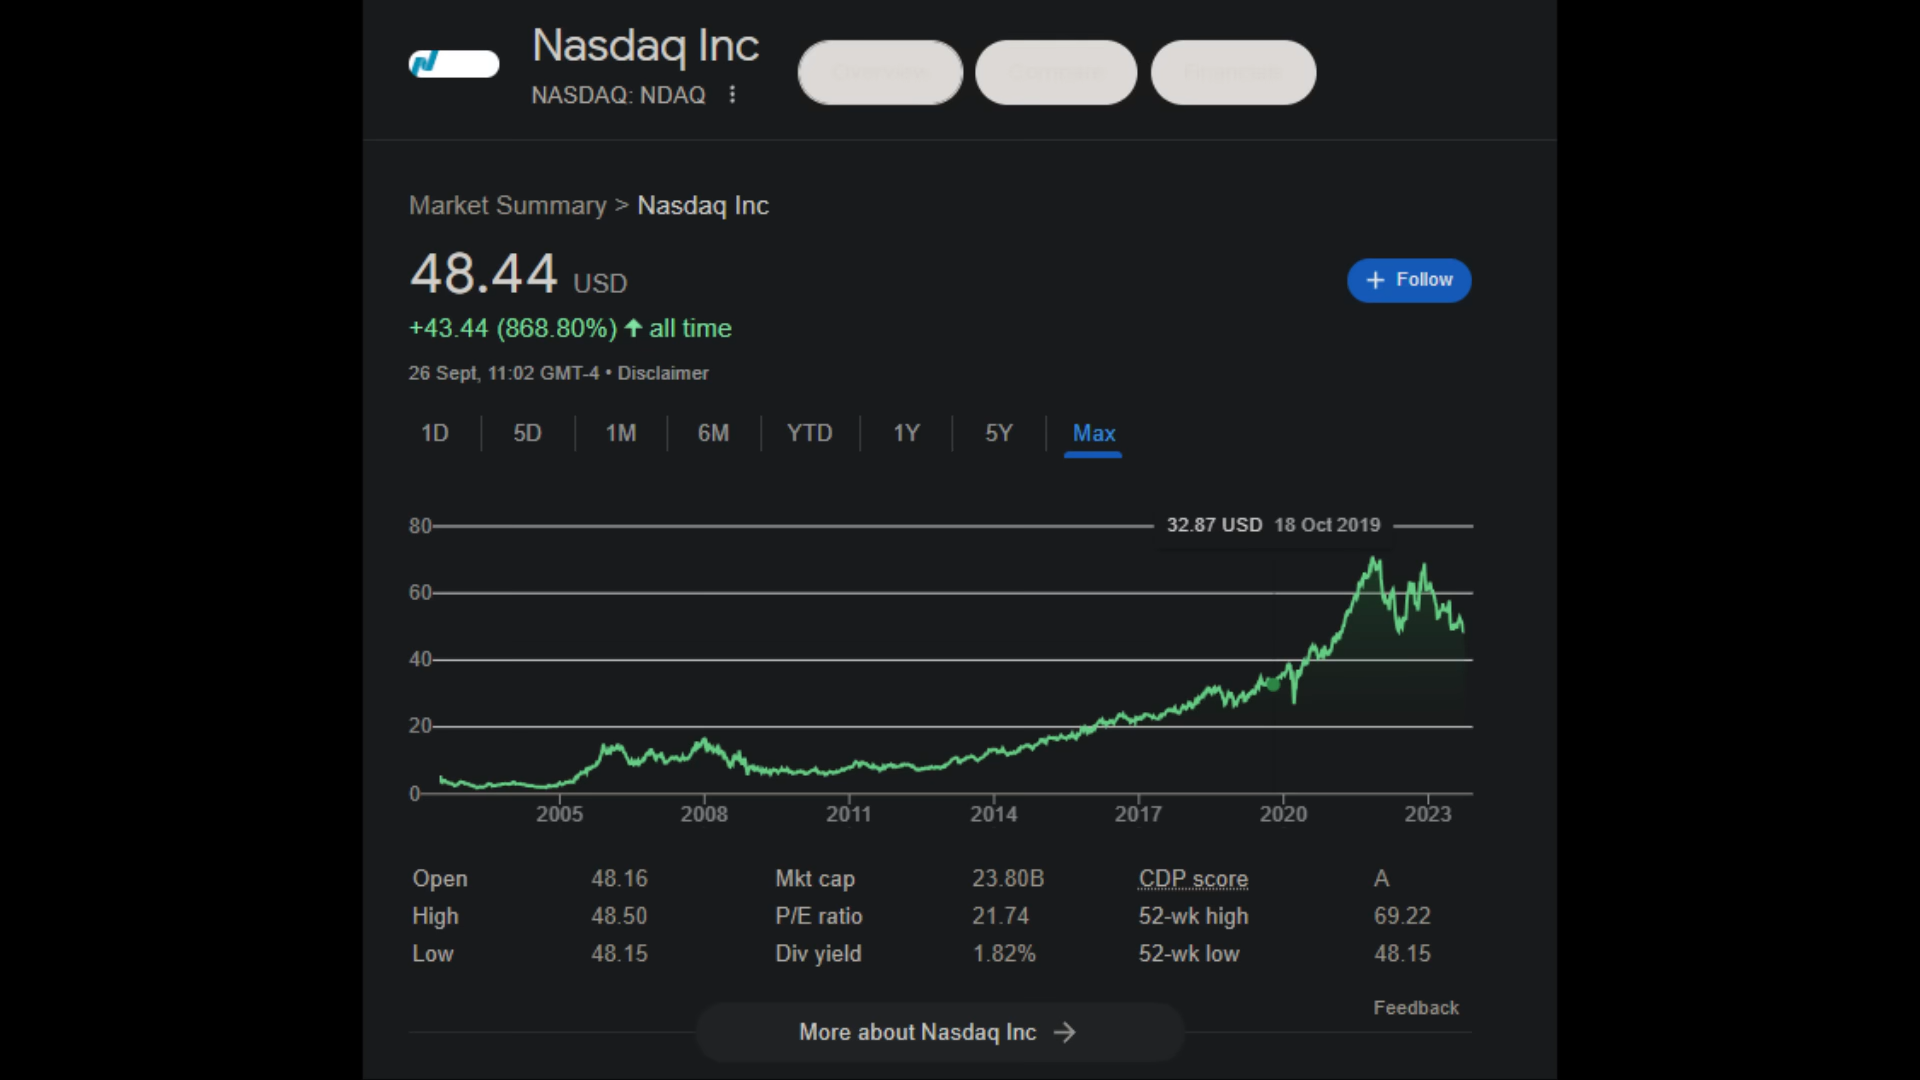 Nasdaq Inc
NASDAQ: NDAQ
Market Summary > Nasdaq Inc
48.44 USD
+ Follow
+43.44 (868.80%) ↑ all time
26 Sept, 11:02 GMT-4 • Disclaimer
1D 5D 1M 6M YTD 1Y 5Y Max
80 32.87 USD 18 Oct 2019
60
40
20
0
2005 2008 2011 2014 2017 2020 2023
Open 48.16 Mkt cap 23.80B CDP score A
High 48.50 P/E ratio 21.74 52-wk high 69.22
Low 48.15 Div yield 1.82% 52-wk low 48.15
Feedback
More about Nasdaq Inc →